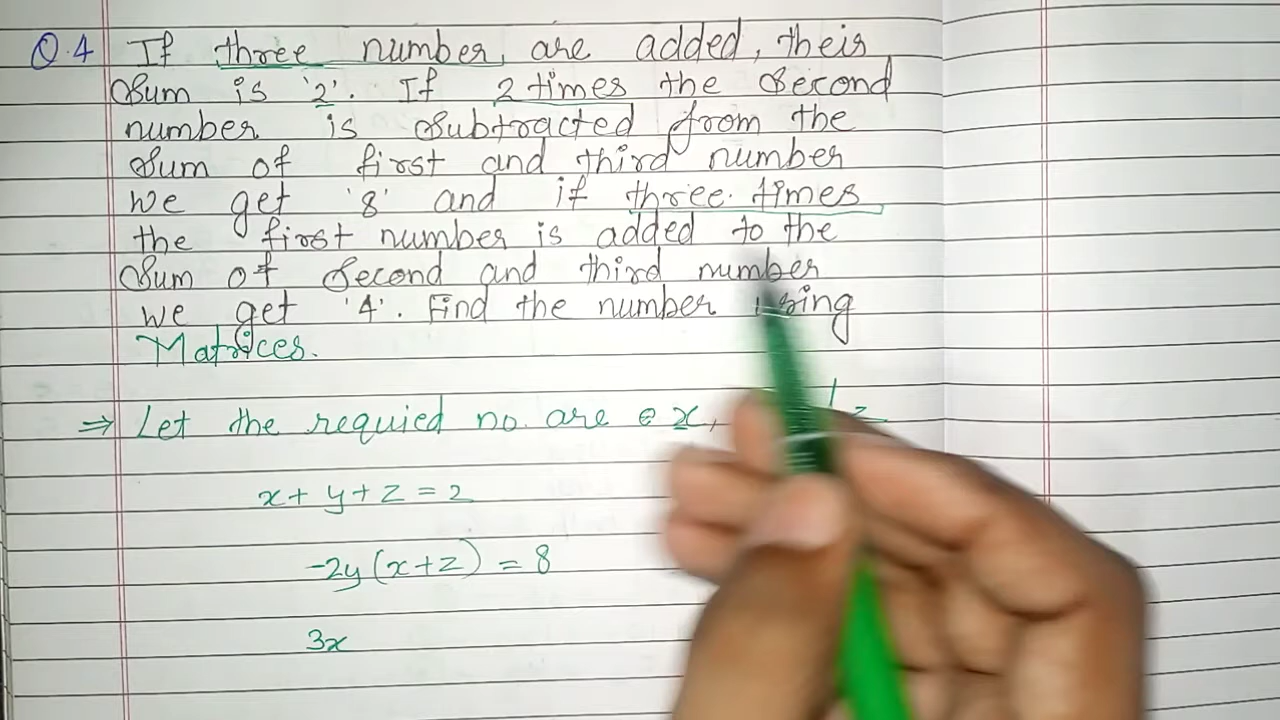 Q.4 If three number are added, theis
Sum is '2'. If 2 times the Second
number is Subtracted from the
Sum of first and third number
we get '8' and if three times
the first number is added to the
Sum of Second and third number
we get '4'. Find the number using
Matrices.
⇒ Let the requied no. are x, z
x + y + z = 2
-2y (x+z) = 8
3x